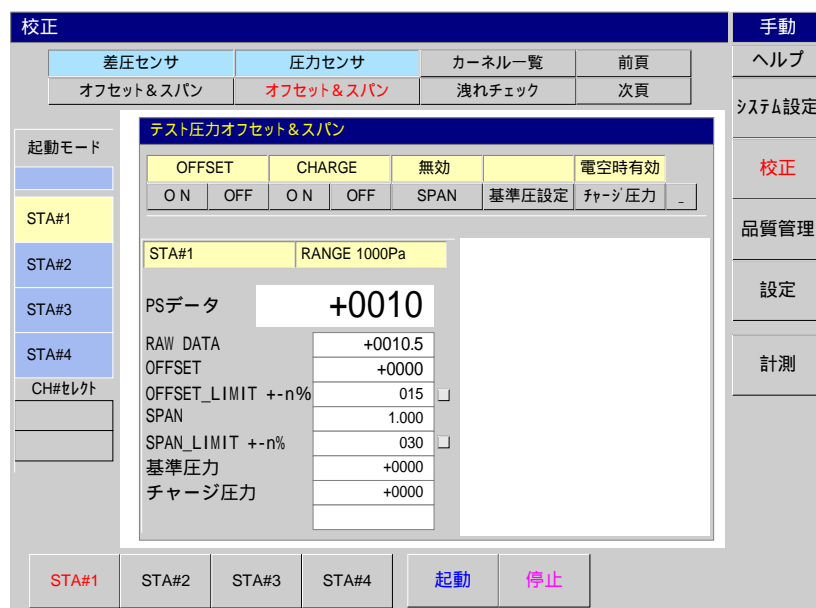 校正
手動
差圧センサ 圧力センサ カーネル一覧 前頁
ヘルプ
オフセット&スパン オフセット&スパン 洩れチェック 次頁
システム設定
テスト圧力オフセット&スパン
起動モード
OFFSET CHARGE 無効 電空時有効
校正
ON OFF ON OFF SPAN 基準圧設定 チャージ圧力 _
STA#1
品質管理
STA#1 RANGE 1000Pa
STA#2
設定
PSデータ +0010
STA#3
RAW DATA +0010.5
STA#4
OFFSET +0000
計測
CH#セレクト
OFFSET_LIMIT +-n% 015
SPAN 1.000
SPAN_LIMIT +-n% 030
基準圧力 +0000
チャージ圧力 +0000
STA#1 STA#2 STA#3 STA#4 起動 停止